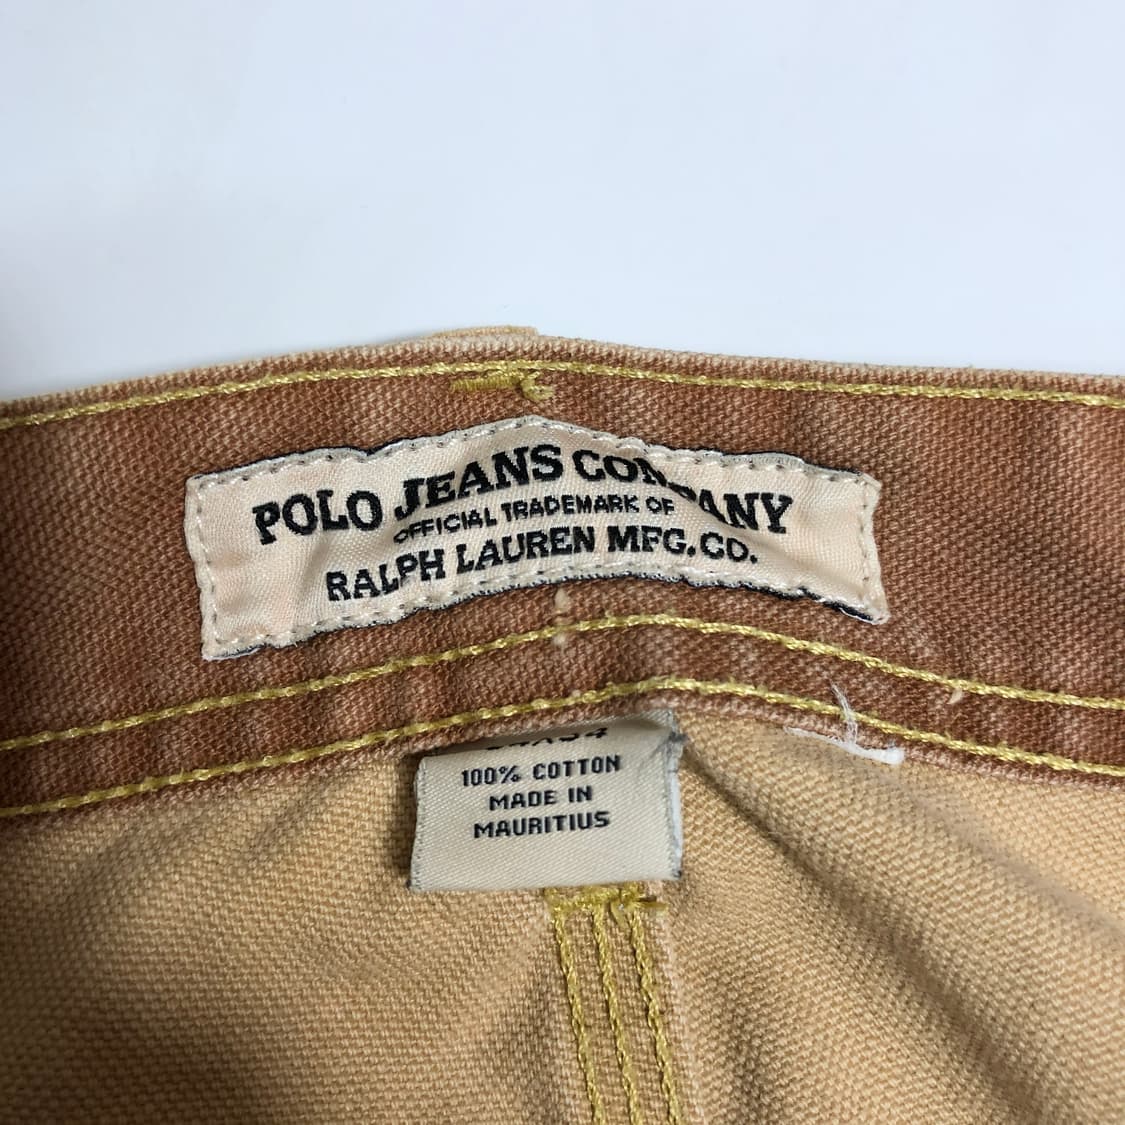 POLO JEANS COMPANY
OFFICIAL TRADEMARK OF
RALPH LAUREN MFG. CO.
100% COTTON
MADE IN
MAURITIUS